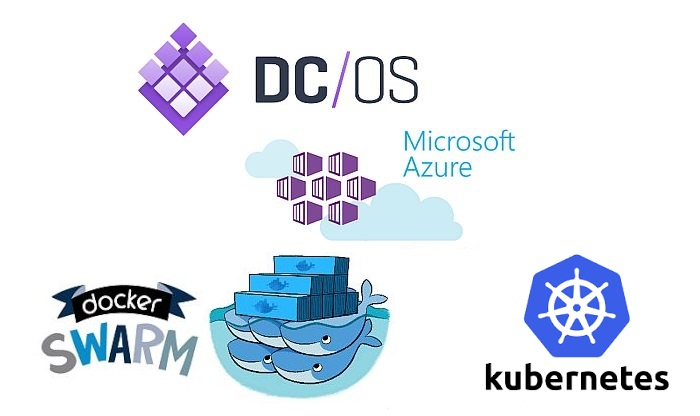 DC/OS
Microsoft
Azure
docker
SWARM
kubernetes